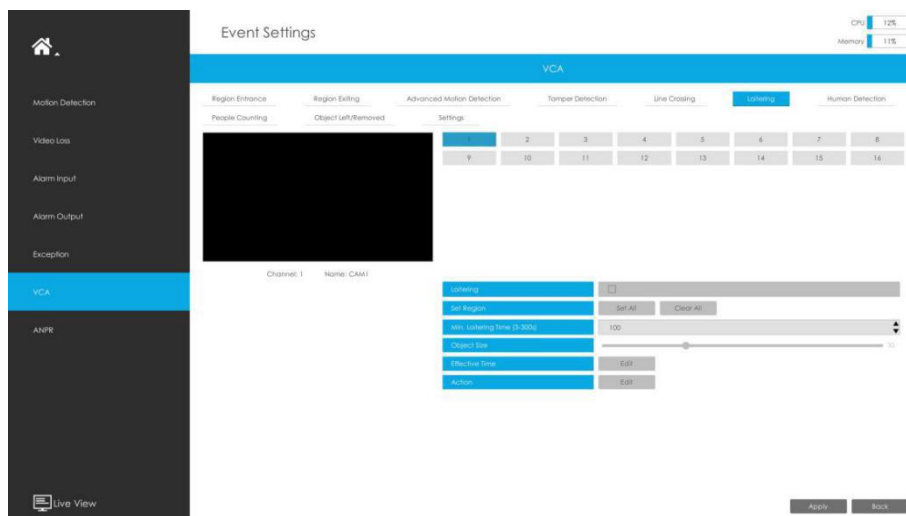 Event Settings
CPU 12%
Memory 11%
VCA
Region Entrance Region Exiting Advanced Motion Detection Tamper Detection Line Crossing Loitering Human Detection
People Counting Object Left/Removed Settings
Motion Detection
Video Loss
Alarm Input
Alarm Output
Exception
VCA
ANPR
Live View
1 2 3 4 5 6 7 8
9 10 11 12 13 14 15 16
Channel: 1 Name: CAM1
Loitering
Set Region Set All Clear All
Min. Loitering Time (3-300s) 100
Object Size 30
Effective Time Edit
Action Edit
Apply Back